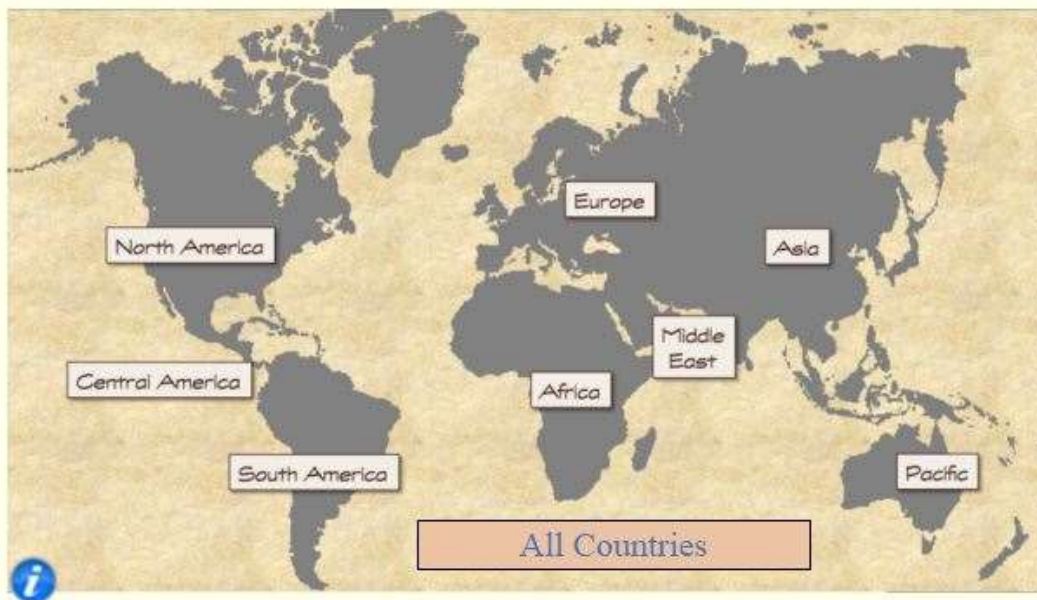 Europe
North America
Asia
Middle
East
Central America
Africa
South America
Pacific
All Countries
i